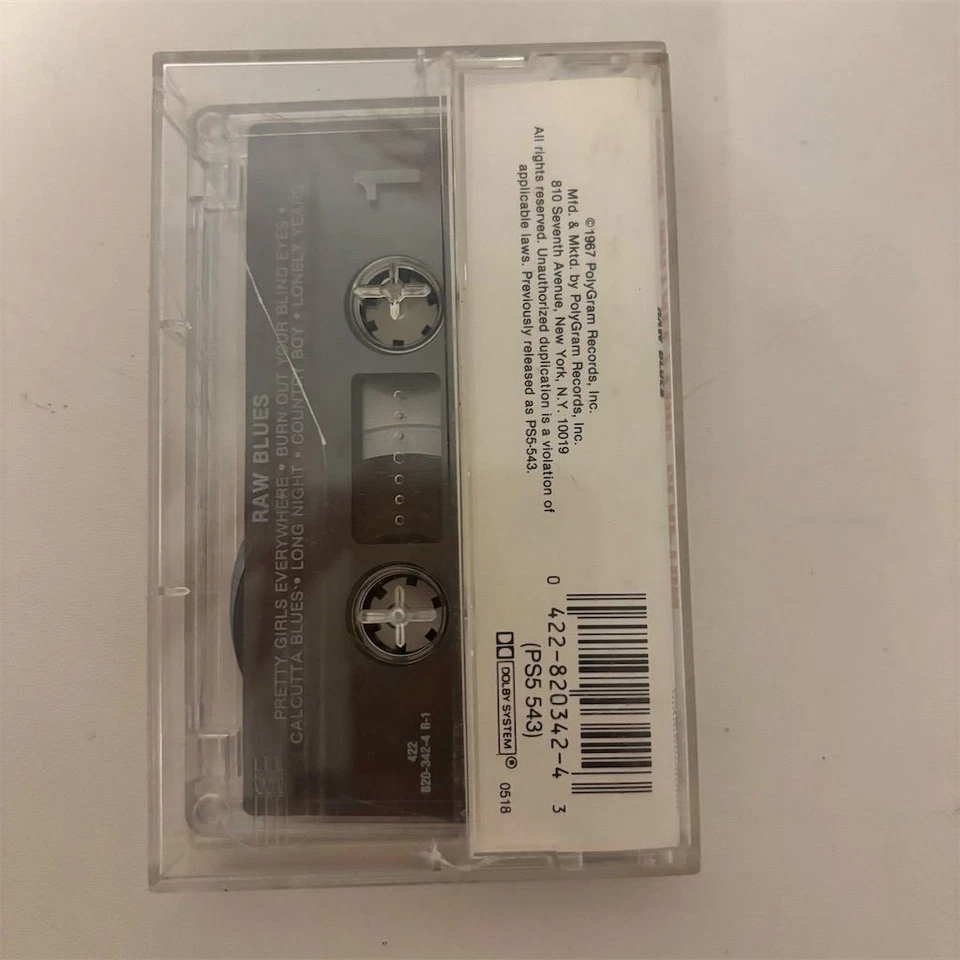 1
RAW BLUES
PRETTY GIRLS EVERYWHERE • BURN OUT YOUR BLIND EYES •
CALCUTTA BLUES • LONG NIGHT • COUNTRY BOY • LONELY YEARS
422
820-342-4 R-1
©1967 PolyGram Records, Inc.
Mfd. & Mktd. by PolyGram Records, Inc.
810 Seventh Avenue, New York, N.Y. 10019
All rights reserved. Unauthorized duplication is a violation of
applicable laws. Previously released as PS5-543.
0 422-820342-4 3
(PS5 543)
DOLBY SYSTEM® 0518
RAW BLUES